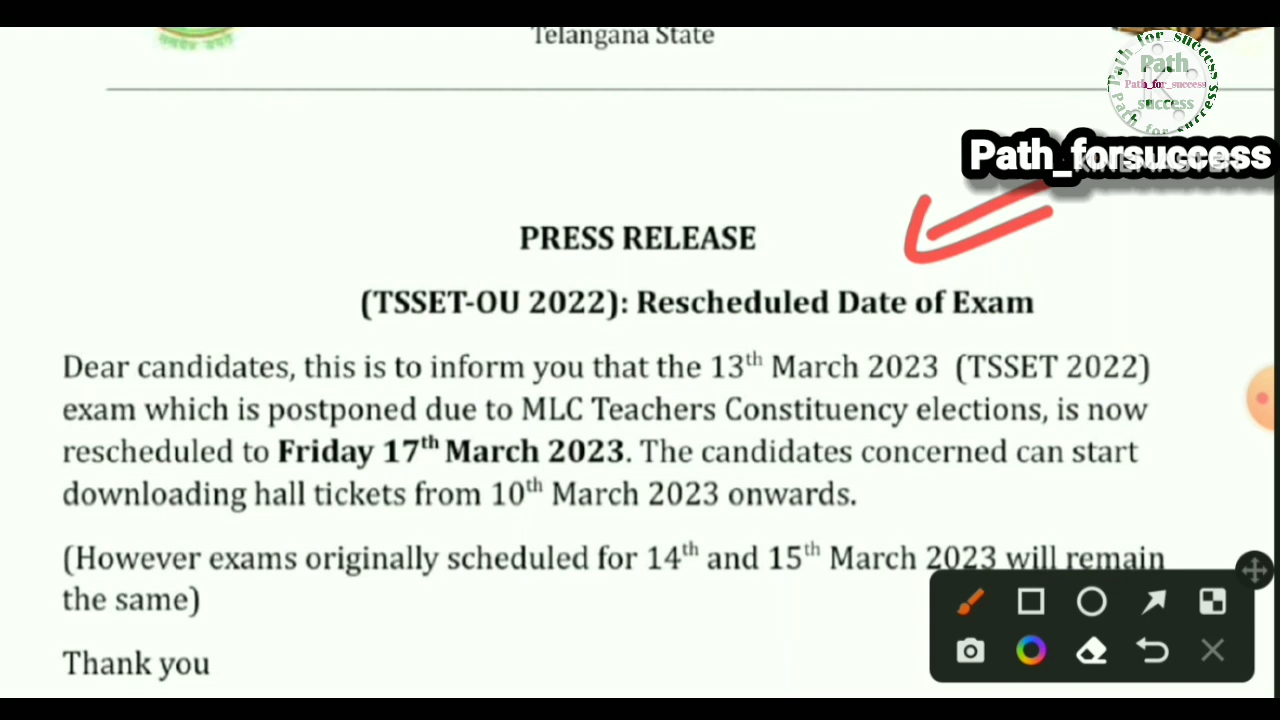 Telangana State
Path_for_success
Path
Path_for_success
success
Path_forsuccess
KINEMASTER
PRESS RELEASE
(TSSET-OU 2022): Rescheduled Date of Exam
Dear candidates, this is to inform you that the 13th March 2023 (TSSET 2022)
exam which is postponed due to MLC Teachers Constituency elections, is now
rescheduled to Friday 17th March 2023. The candidates concerned can start
downloading hall tickets from 10th March 2023 onwards.
(However exams originally scheduled for 14th and 15th March 2023 will remain
the same)
Thank you